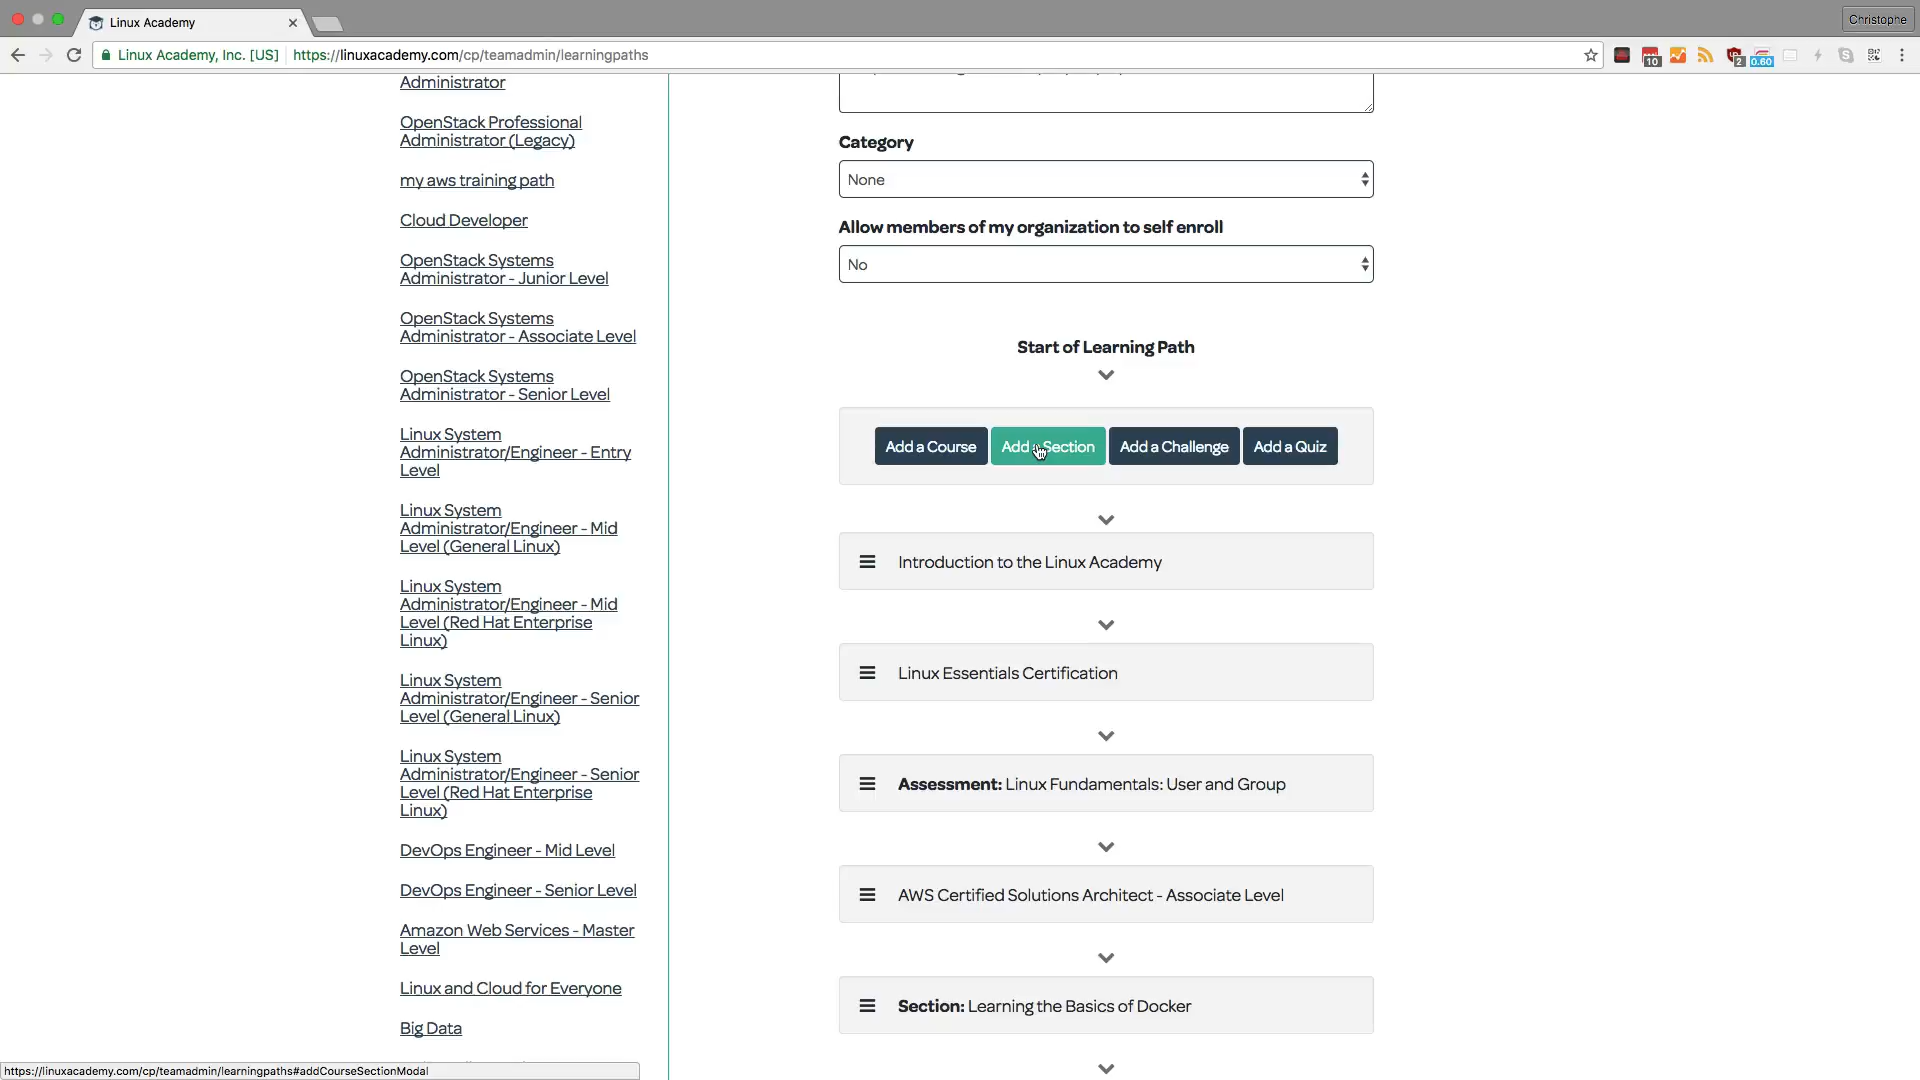 Linux Academy
Christophe
Linux Academy, Inc. [US]
https://linuxacademy.com/cp/teamadmin/learningpaths
10
2
0.60
Administrator
OpenStack Professional
Administrator (Legacy)
my aws training path
Cloud Developer
OpenStack Systems
Administrator - Junior Level
OpenStack Systems
Administrator - Associate Level
OpenStack Systems
Administrator - Senior Level
Linux System
Administrator/Engineer - Entry
Level
Linux System
Administrator/Engineer - Mid
Level (General Linux)
Linux System
Administrator/Engineer - Mid
Level (Red Hat Enterprise
Linux)
Linux System
Administrator/Engineer - Senior
Level (General Linux)
Linux System
Administrator/Engineer - Senior
Level (Red Hat Enterprise
Linux)
DevOps Engineer - Mid Level
DevOps Engineer - Senior Level
Amazon Web Services - Master
Level
Linux and Cloud for Everyone
Big Data
Category
None
Allow members of my organization to self enroll
No
Start of Learning Path
Add a Course
Add a Section
Add a Challenge
Add a Quiz
Introduction to the Linux Academy
Linux Essentials Certification
Assessment: Linux Fundamentals: User and Group
AWS Certified Solutions Architect - Associate Level
Section: Learning the Basics of Docker
https://linuxacademy.com/cp/teamadmin/learningpaths#addCourseSectionModal